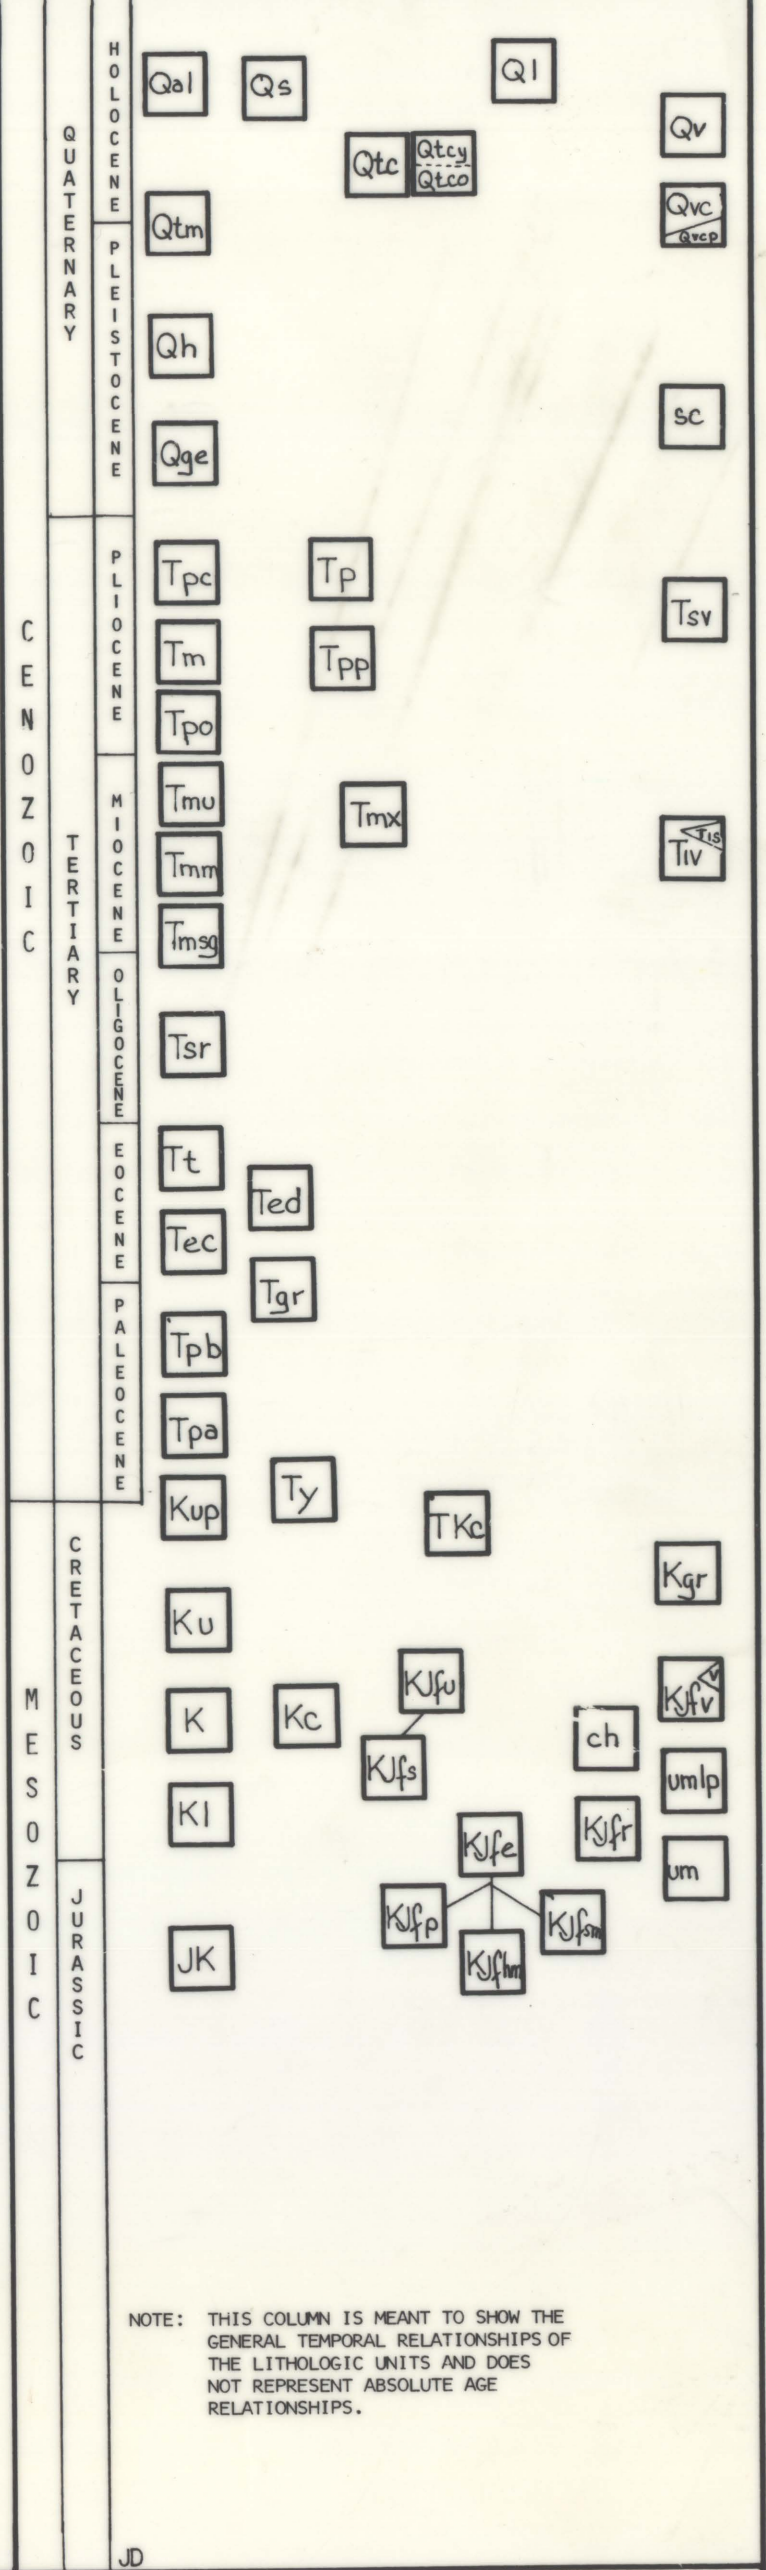 CENOZOIC
MESOZOIC
QUATERNARY
TERTIARY
CRETACEOUS
JURASSIC
HOLOCENE
PLEISTOCENE
PLIOCENE
MIOCENE
OLIGOCENE
EOCENE
PALEOCENE
Qal Qs Ql
Qv
Qtc Qtcy
Qtco
Qtm Qvc
Qvcp
Qh
sc
Qge
Tpc Tp
Tsv
Tm Tpp
Tpo
Tmu Tmx
Tis
Tmm Tiv
Tmsg
Tsr
Tt
Ted
Tec
Tgr
Tpb
Tpa
Ty
Kup TKc
Kgr
Ku
KJfu v
KJfv
K Kc ch
KJfs umlp
Kl KJfr
KJfe um
KJfp KJfsm
JK KJfhm
NOTE: THIS COLUMN IS MEANT TO SHOW THE
GENERAL TEMPORAL RELATIONSHIPS OF
THE LITHOLOGIC UNITS AND DOES
NOT REPRESENT ABSOLUTE AGE
RELATIONSHIPS.
JD